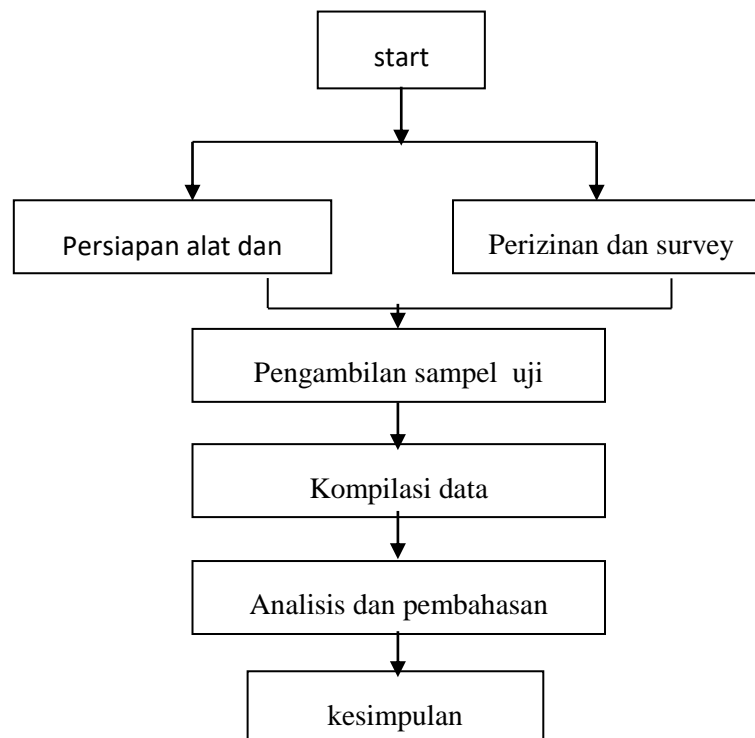 start
Persiapan alat dan
Perizinan dan survey
Pengambilan sampel uji
Kompilasi data
Analisis dan pembahasan
kesimpulan